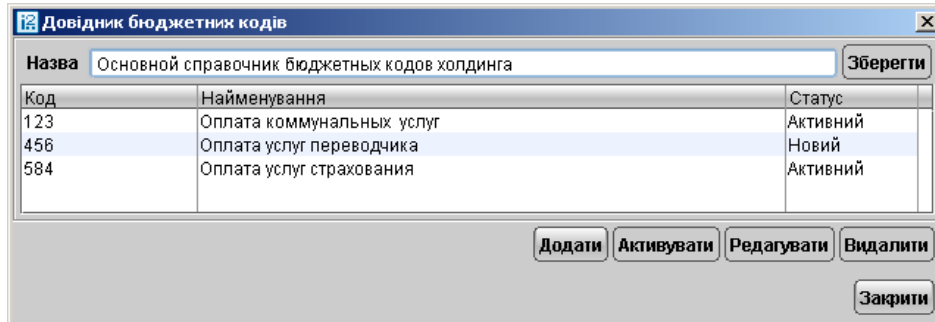 Довідник бюджетних кодів
Назва Основной справочник бюджетных кодов холдинга Зберегти
Код Найменування Статус
123 Оплата коммунальных услуг Активний
456 Оплата услуг переводчика Новий
584 Оплата услуг страхования Активний
Додати Активувати Редагувати Видалити
Закрити